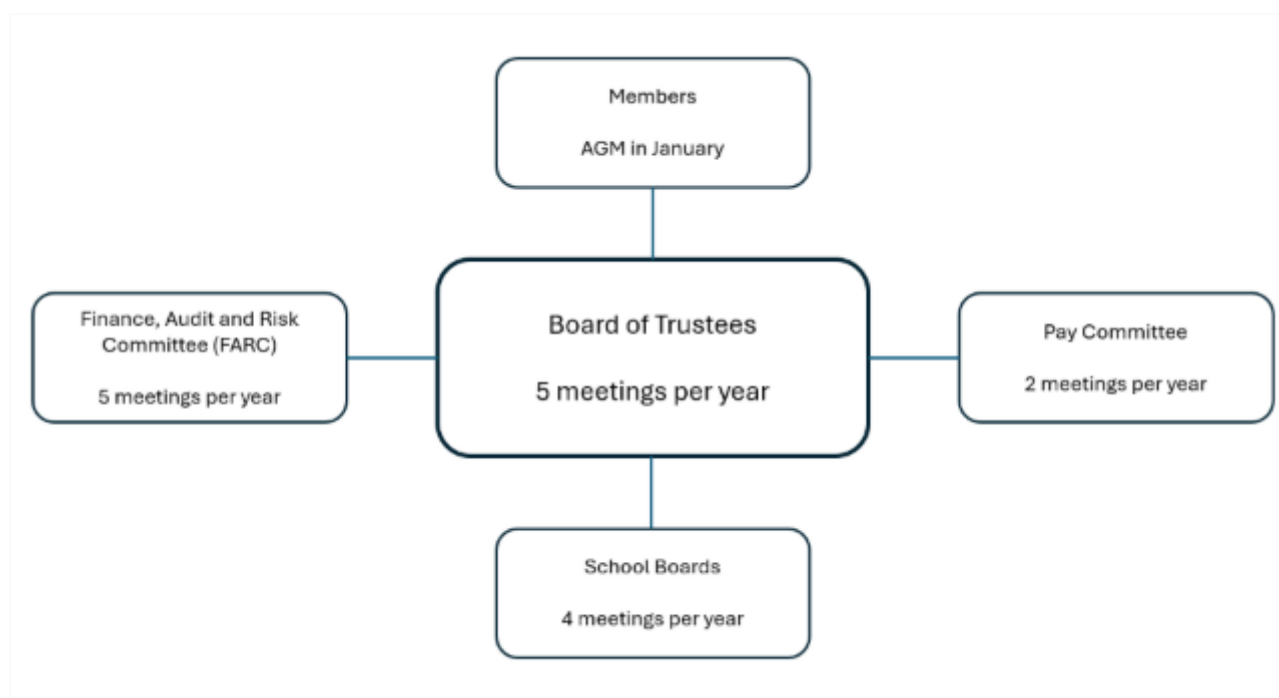 Members
AGM in January
Finance, Audit and Risk
Committee (FARC)
5 meetings per year
Board of Trustees
5 meetings per year
Pay Committee
2 meetings per year
School Boards
4 meetings per year